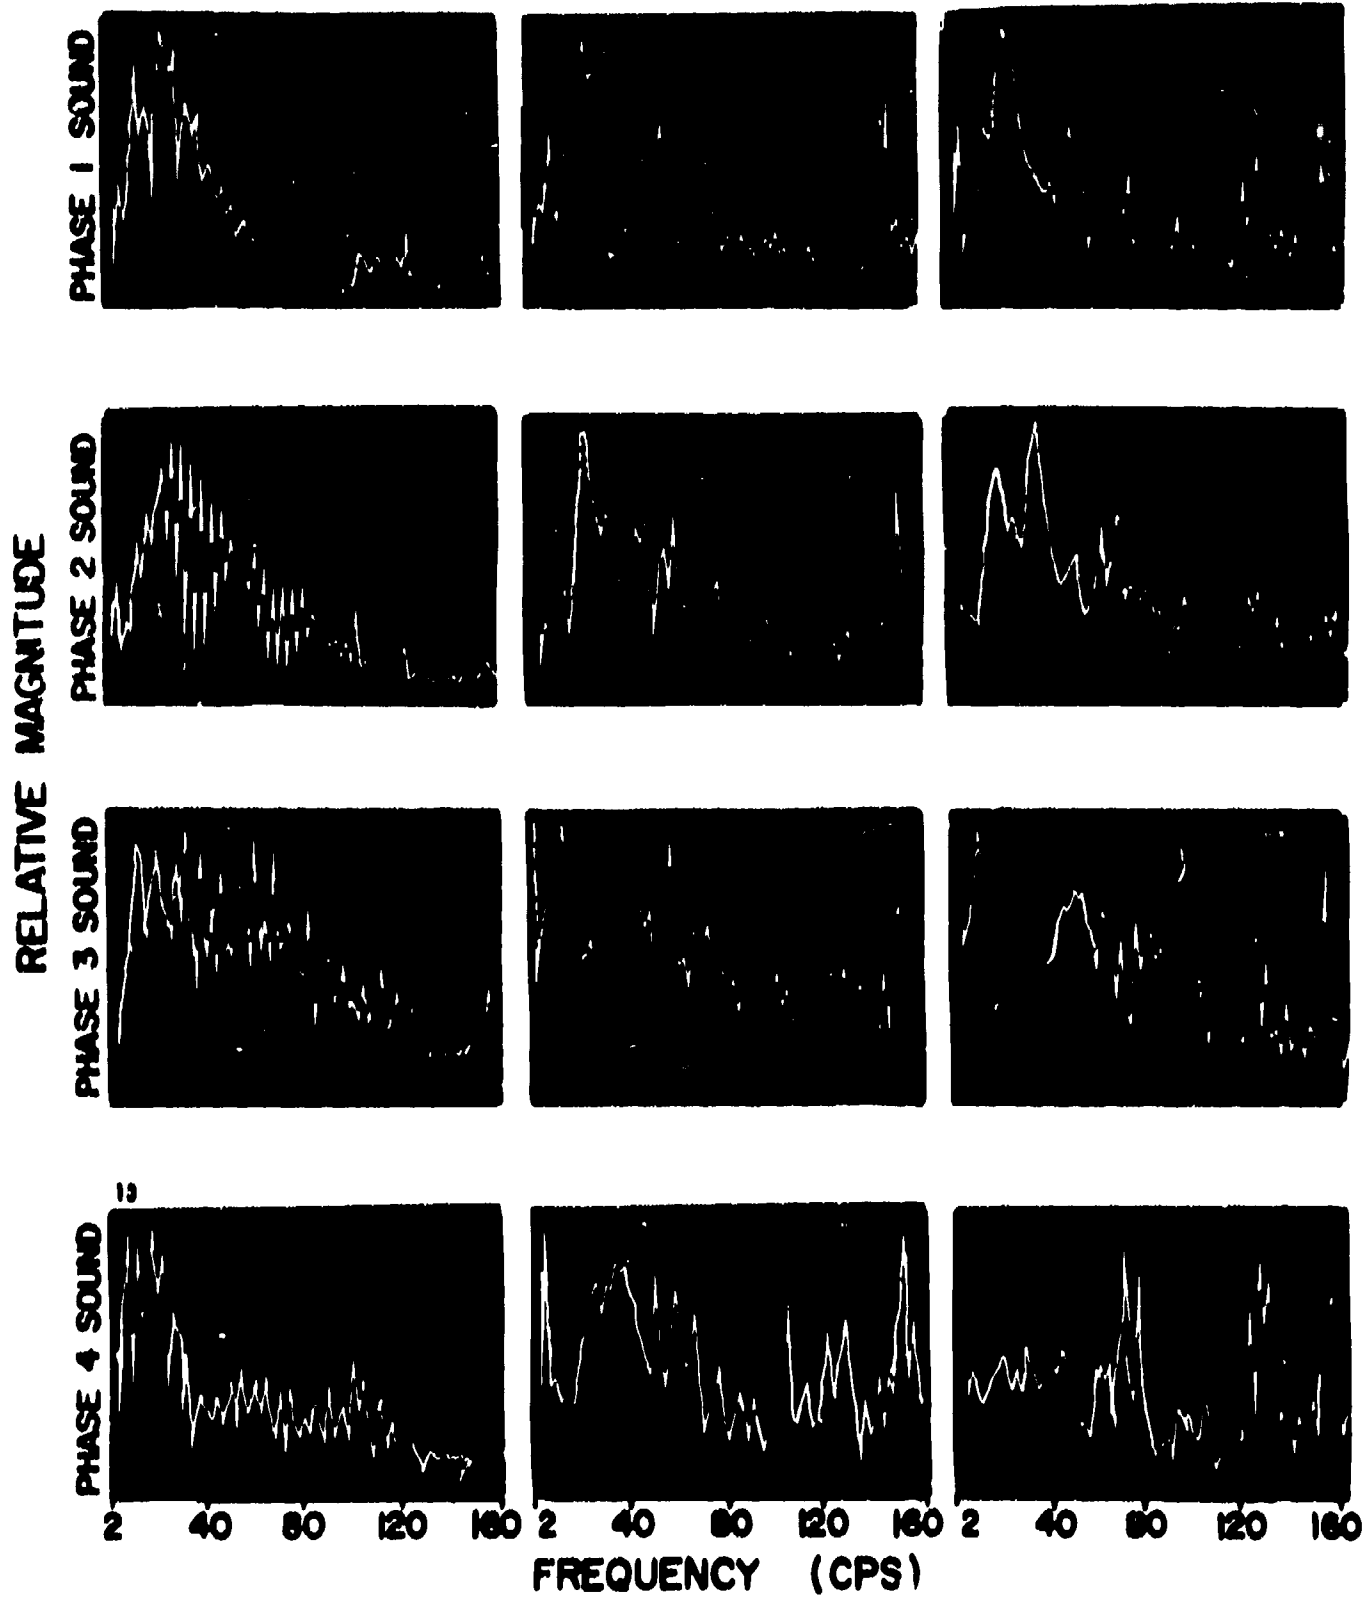 RELATIVE MAGNITUDE
PHASE 1 SOUND
PHASE 2 SOUND
PHASE 3 SOUND
PHASE 4 SOUND
2 40 80 120 160 2 40 80 120 160 2 40 80 120 160
FREQUENCY (CPS)